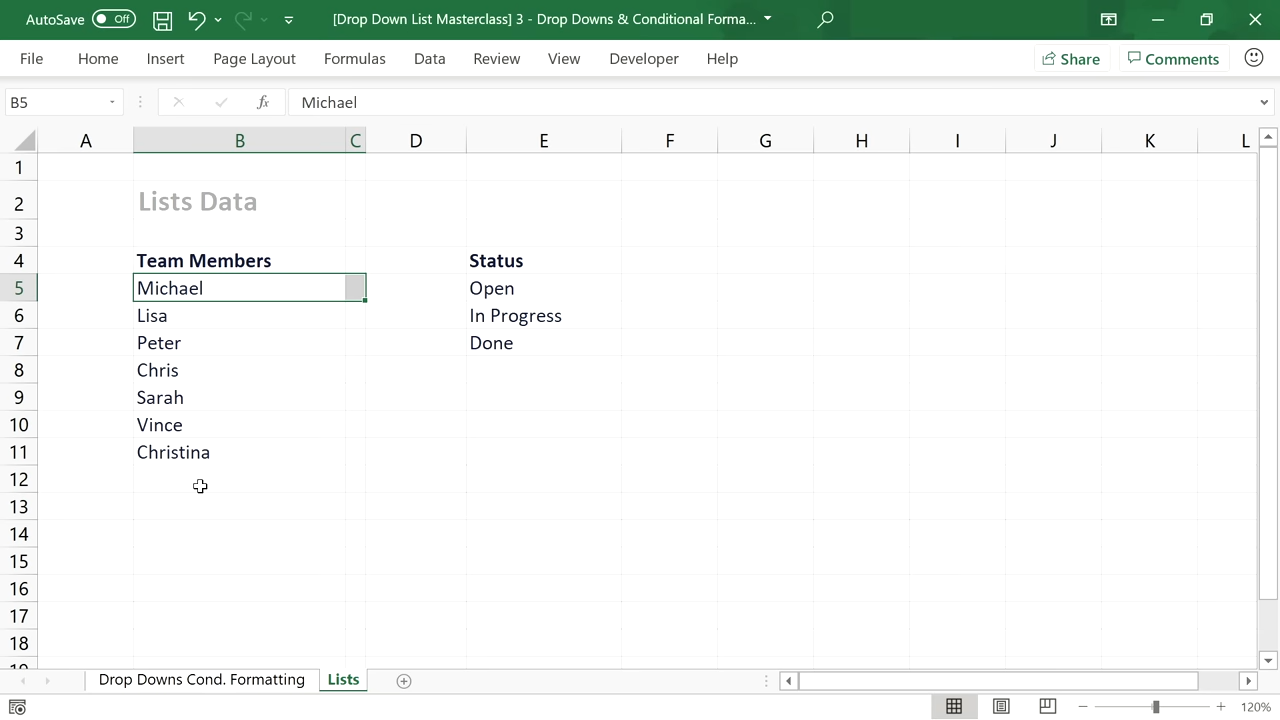 AutoSave Off [Drop Down List Masterclass] 3 - Drop Downs & Conditional Forma...
File Home Insert Page Layout Formulas Data Review View Developer Help Share Comments
B5 fx Michael
A B C D E F G H I J K L
1
2 Lists Data
3
4 Team Members Status
5 Michael Open
6 Lisa In Progress
7 Peter Done
8 Chris
9 Sarah
10 Vince
11 Christina
12
13
14
15
16
17
18
19
Drop Downs Cond. Formatting Lists
120%